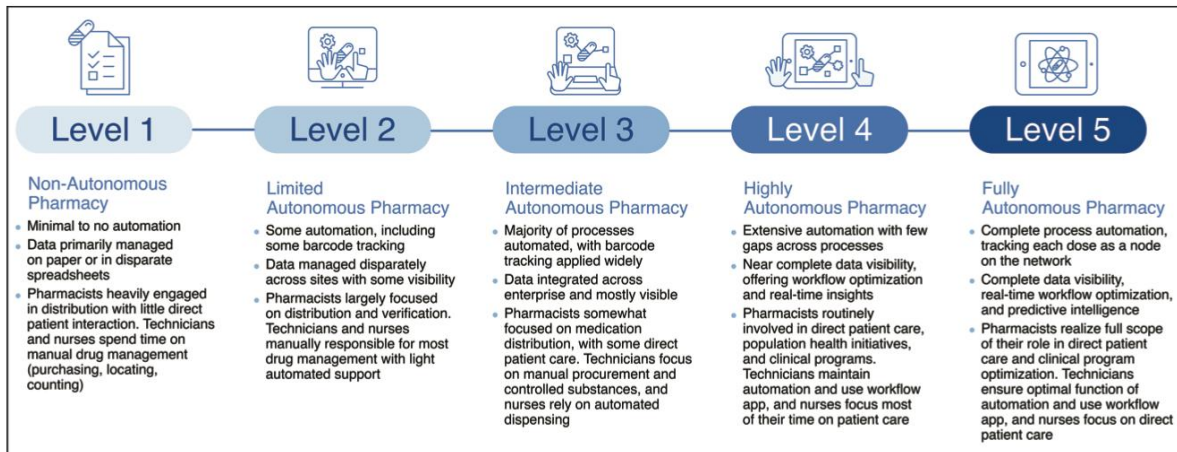 Level 1
Level 2
Level 3
Level 4
Level 5
Non-Autonomous
Pharmacy
• Minimal to no automation
• Data primarily managed
on paper or in disparate
spreadsheets
• Pharmacists heavily engaged
in distribution with little direct
patient interaction. Technicians
and nurses spend time on
manual drug management
(purchasing, locating,
counting)
Limited
Autonomous Pharmacy
• Some automation, including
some barcode tracking
• Data managed disparately
across sites with some visibility
• Pharmacists largely focused
on distribution and verification.
Technicians and nurses
manually responsible for most
drug management with light
automated support
Intermediate
Autonomous Pharmacy
• Majority of processes
automated, with barcode
tracking applied widely
• Data integrated across
enterprise and mostly visible
• Pharmacists somewhat
focused on medication
distribution, with some direct
patient care. Technicians focus
on manual procurement and
controlled substances, and
nurses rely on automated
dispensing
Highly
Autonomous Pharmacy
• Extensive automation with few
gaps across processes
• Near complete data visibility,
offering workflow optimization
and real-time insights
• Pharmacists routinely
involved in direct patient care,
population health initiatives,
and clinical programs.
Technicians maintain
automation and use workflow
app, and nurses focus most
of their time on patient care
Fully
Autonomous Pharmacy
• Complete process automation,
tracking each dose as a node
on the network
• Complete data visibility,
real-time workflow optimization,
and predictive intelligence
• Pharmacists realize full scope
of their role in direct patient
care and clinical program
optimization. Technicians
ensure optimal function of
automation and use workflow
app, and nurses focus on direct
patient care